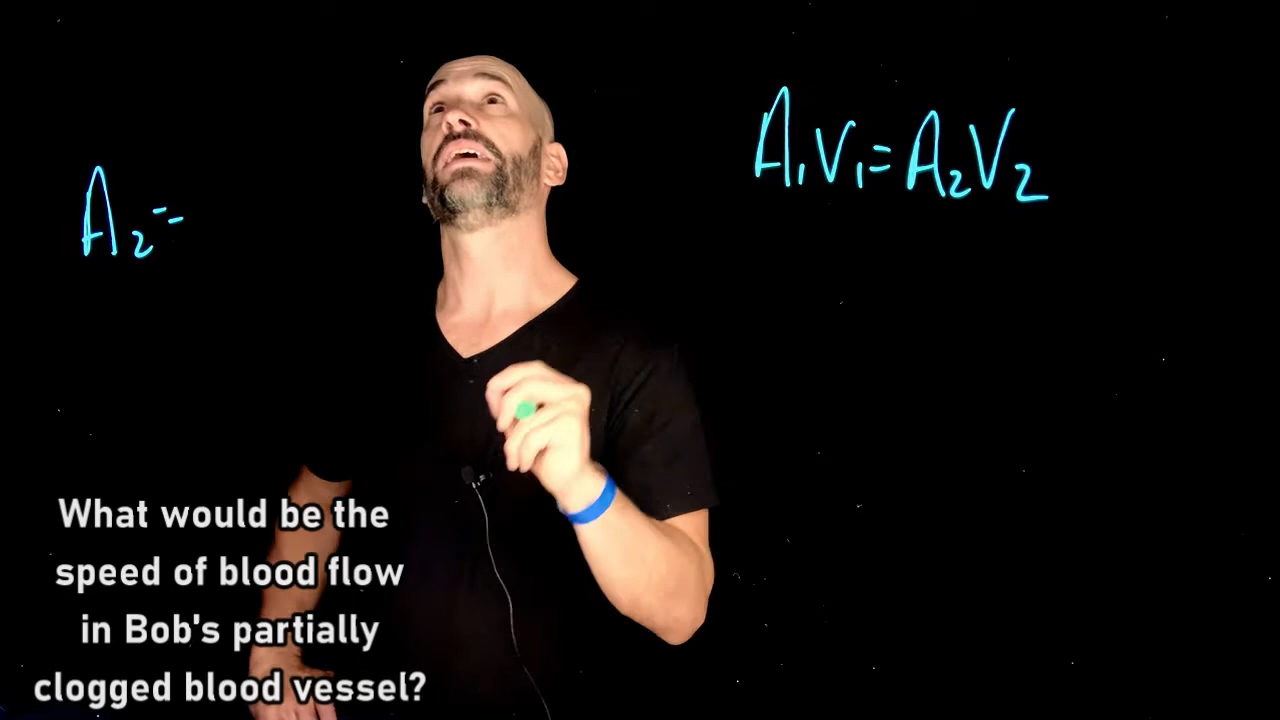 A₁V₁=A₂V₂
A₂=
What would be the
speed of blood flow
in Bob's partially
clogged blood vessel?